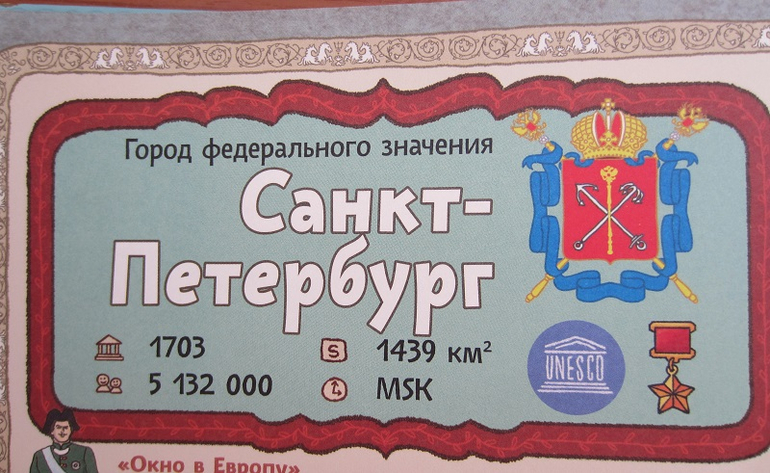 Город федерального значения
Санкт-
Петербург
1703
S 1439 км²
5 132 000
MSK
UNESCO
«Окно в Европу»